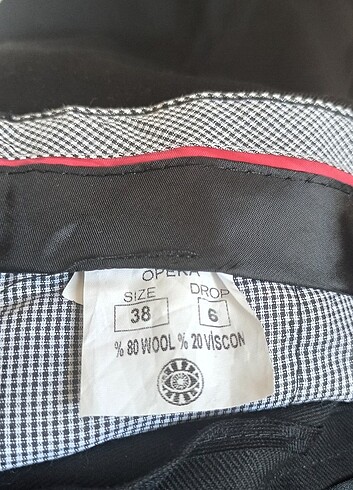 OPERA
SIZE DROP
38 6
% 80 WOOL % 20 VİSCON